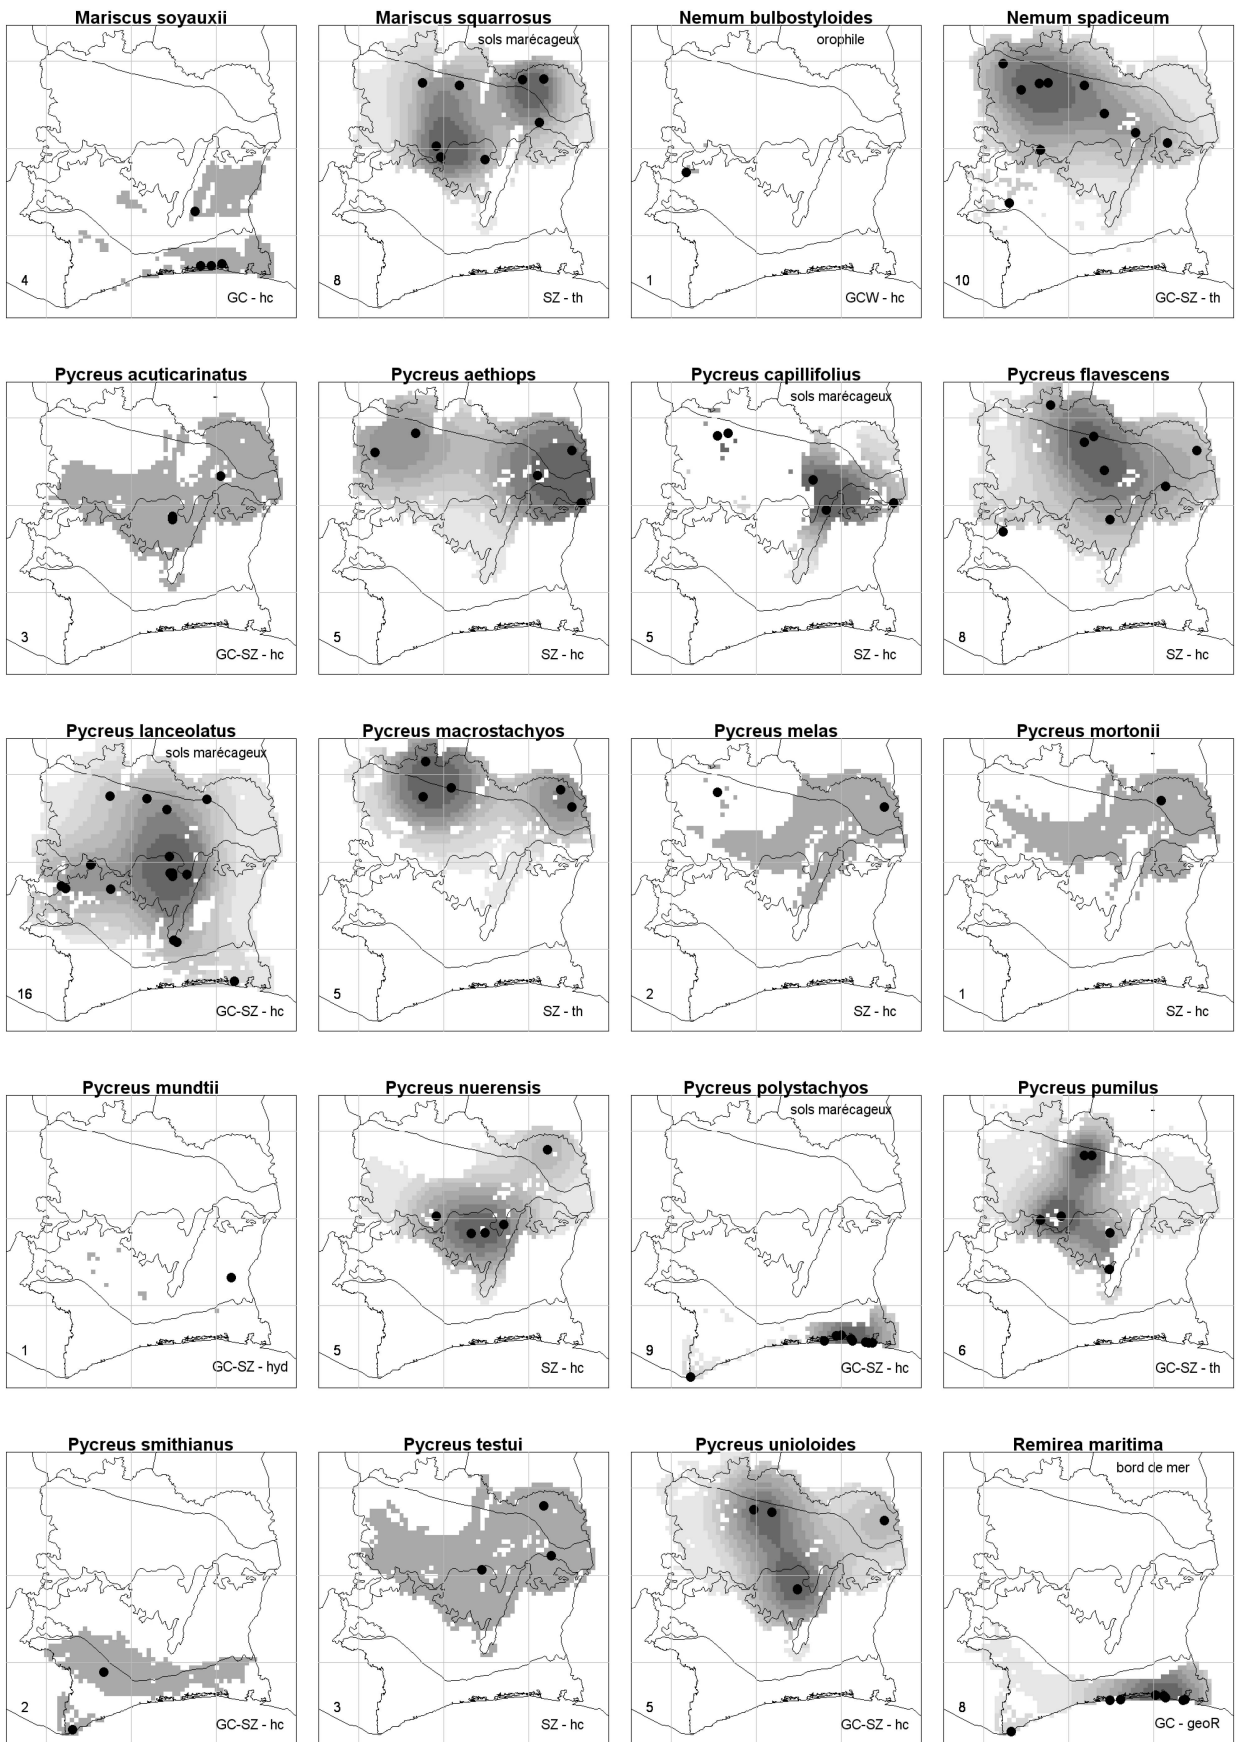 Mariscus soyauxii
4
GC - hc
Mariscus squarrosus
sols marécageux
8
SZ - th
Nemum bulbostyloides
orophile
1
GCW - hc
Nemum spadiceum
10
GC-SZ - th
Pycreus acuticarinatus
3
GC-SZ - hc
Pycreus aethiops
5
SZ - hc
Pycreus capillifolius
sols marécageux
5
SZ - hc
Pycreus flavescens
8
SZ - hc
Pycreus lanceolatus
sols marécageux
16
GC-SZ - hc
Pycreus macrostachyos
5
SZ - th
Pycreus melas
2
SZ - hc
Pycreus mortonii
1
SZ - hc
Pycreus mundtii
1
GC-SZ - hyd
Pycreus nuerensis
5
SZ - hc
Pycreus polystachyos
sols marécageux
9
GC-SZ - hc
Pycreus pumilus
6
GC-SZ - th
Pycreus smithianus
2
GC-SZ - hc
Pycreus testui
3
SZ - hc
Pycreus unioloides
5
GC-SZ - hc
Remirea maritima
bord de mer
8
GC - geoR